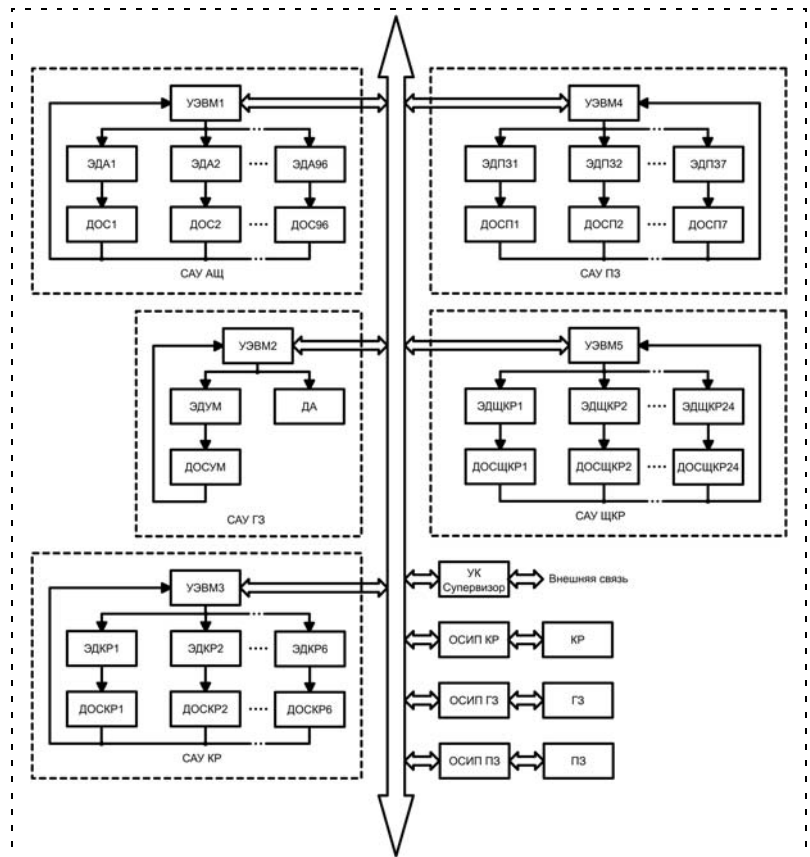 УЭВМ1
ЭДА1 ЭДА2 ЭДА96
ДОС1 ДОС2 ДОС96
САУ АЩ
УЭВМ4
ЭДПЗ1 ЭДПЗ2 ЭДПЗ7
ДОСП1 ДОСП2 ДОСП7
САУ ПЗ
УЭВМ2
ЭДУМ ДА
ДОСУМ
САУ ГЗ
УЭВМ5
ЭДЩКР1 ЭДЩКР2 ЭДЩКР24
ДОСЩКР1 ДОСЩКР2 ДОСЩКР24
САУ ЩКР
УЭВМ3
ЭДКР1 ЭДКР2 ЭДКР6
ДОСКР1 ДОСКР2 ДОСКР6
САУ КР
УК
Супервизор
Внешняя связь
ОСИП КР КР
ОСИП ГЗ ГЗ
ОСИП ПЗ ПЗ